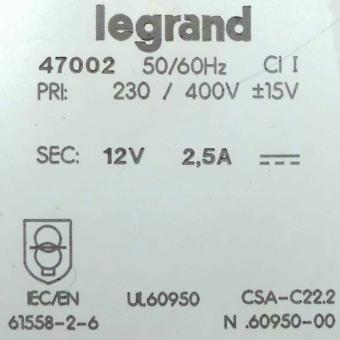 legrand
47002 50/60Hz Cl I
PRI: 230 / 400V ±15V
SEC: 12V 2,5A ⎓
IEC/EN UL60950 CSA-C22.2
61558-2-6 N .60950-00